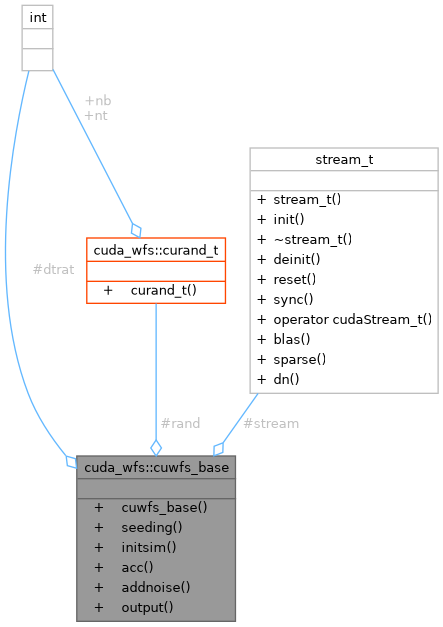 int
+nb
+nt
stream_t
+ stream_t()
+ init()
+ ~stream_t()
+ deinit()
+ reset()
+ sync()
+ operator cudaStream_t()
+ blas()
+ sparse()
+ dn()
cuda_wfs::curand_t
+ curand_t()
#dtrat
#rand
#stream
cuda_wfs::cuwfs_base
+ cuwfs_base()
+ seeding()
+ initsim()
+ acc()
+ addnoise()
+ output()